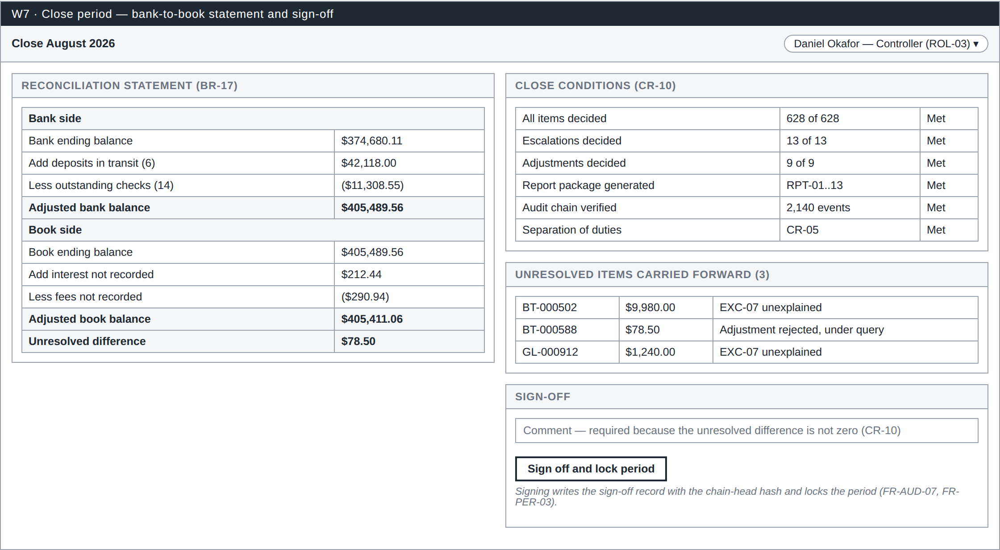 W7 · Close period — bank-to-book statement and sign-off
Close August 2026
Daniel Okafor — Controller (ROL-03) ▾
RECONCILIATION STATEMENT (BR-17)
Bank side
Bank ending balance $374,680.11
Add deposits in transit (6) $42,118.00
Less outstanding checks (14) ($11,308.55)
Adjusted bank balance $405,489.56
Book side
Book ending balance $405,489.56
Add interest not recorded $212.44
Less fees not recorded ($290.94)
Adjusted book balance $405,411.06
Unresolved difference $78.50
CLOSE CONDITIONS (CR-10)
All items decided 628 of 628 Met
Escalations decided 13 of 13 Met
Adjustments decided 9 of 9 Met
Report package generated RPT-01..13 Met
Audit chain verified 2,140 events Met
Separation of duties CR-05 Met
UNRESOLVED ITEMS CARRIED FORWARD (3)
BT-000502 $9,980.00 EXC-07 unexplained
BT-000588 $78.50 Adjustment rejected, under query
GL-000912 $1,240.00 EXC-07 unexplained
SIGN-OFF
Comment — required because the unresolved difference is not zero (CR-10)
Sign off and lock period
Signing writes the sign-off record with the chain-head hash and locks the period (FR-AUD-07, FR-
PER-03).